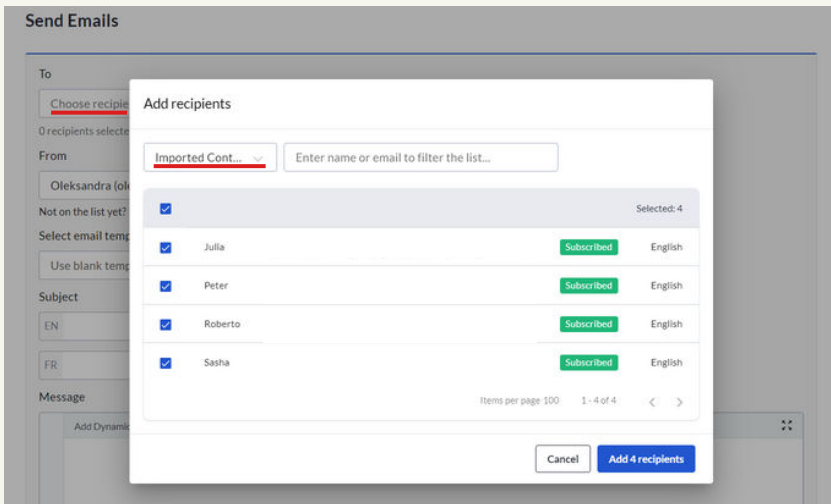 Send Emails
To
Choose recipie
0 recipients selecte
From
Oleksandra (ole
Not on the list yet?
Select email temp
Use blank temp
Subject
EN
FR
Message
Add Dynamic
Add recipients
Imported Cont... Enter name or email to filter the list...
Selected: 4
Julia Subscribed English
Peter Subscribed English
Roberto Subscribed English
Sasha Subscribed English
Items per page 100 1 - 4 of 4
Cancel Add 4 recipients